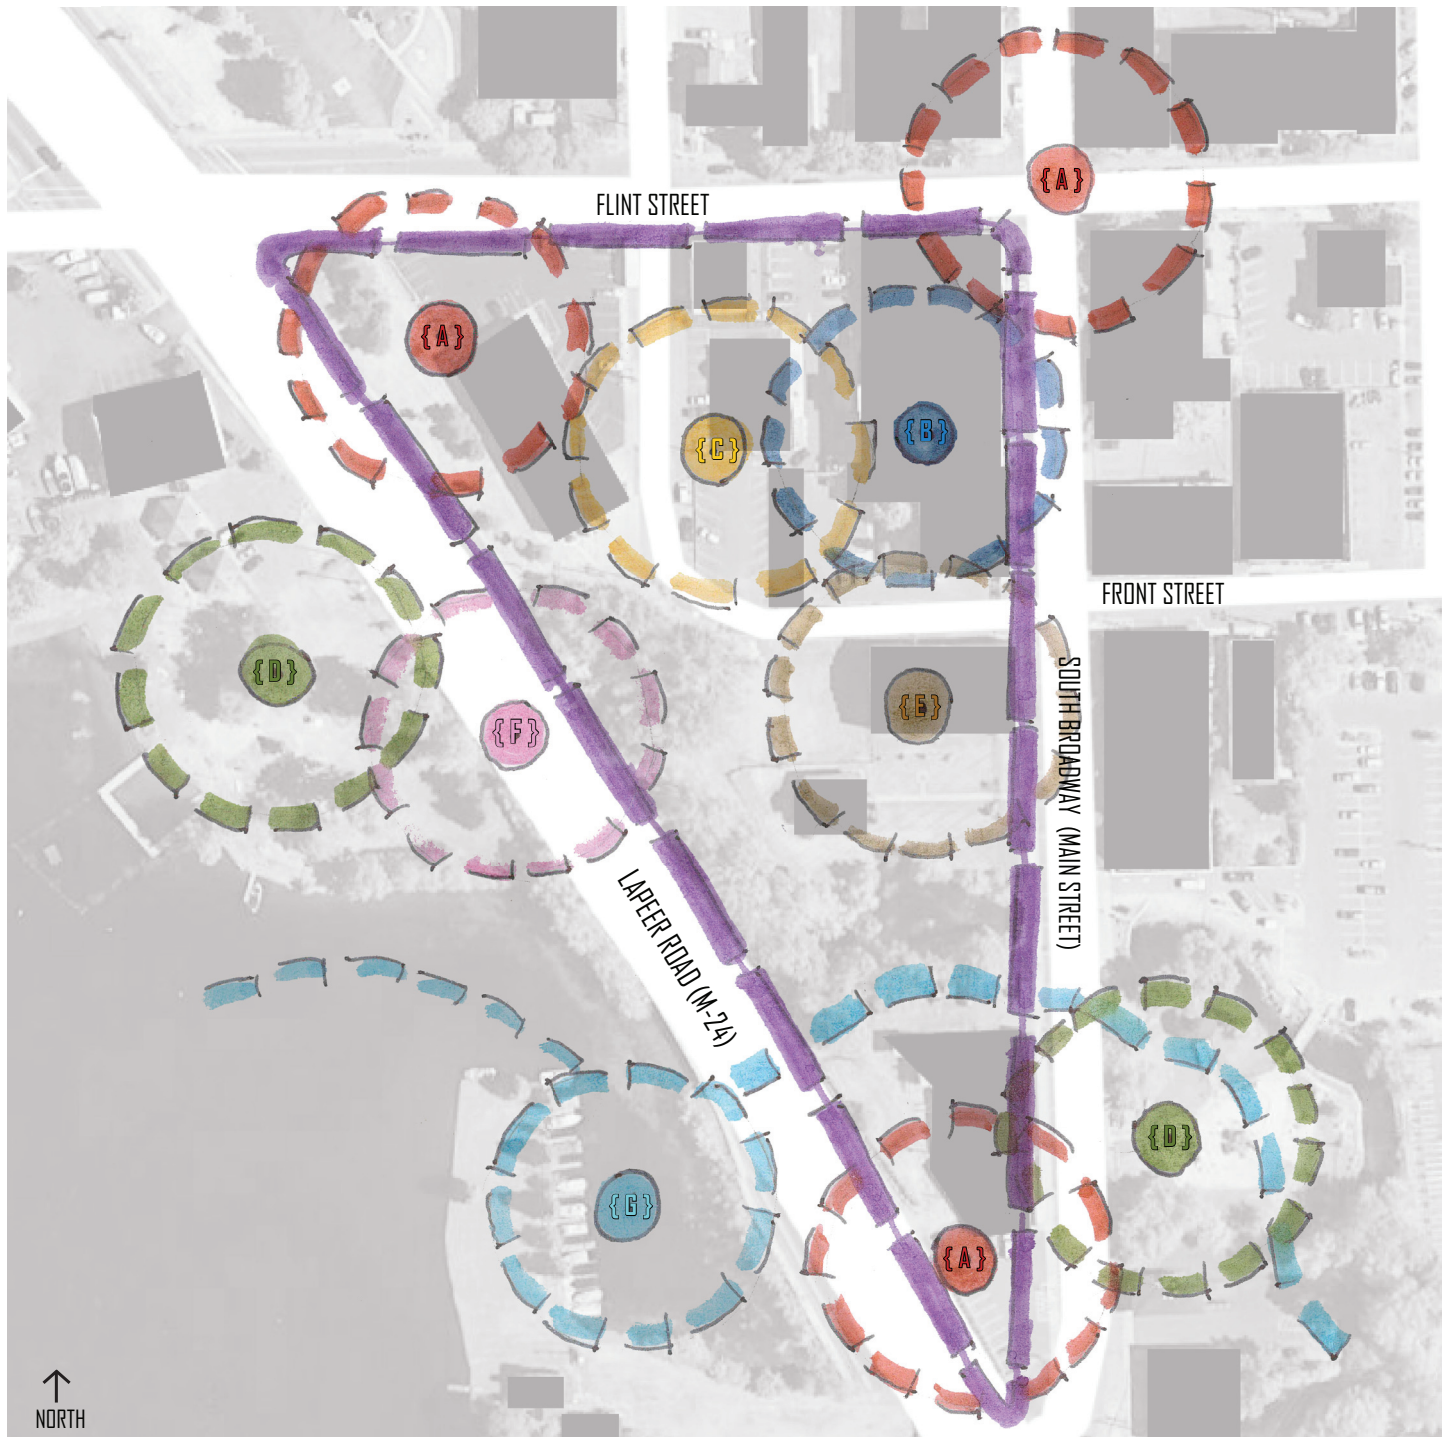 {A}
FLINT STREET
{A}
{B}
{C}
FRONT STREET
{D}
SOUTH BROADWAY (MAIN STREET)
{E}
{F}
LAPEER ROAD (M-24)
{D}
{G}
{A}
NORTH